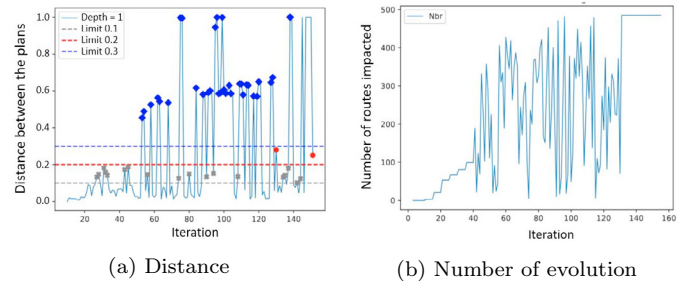 Depth = 1
Limit 0.1
Limit 0.2
Limit 0.3
1.0
0.8
0.6
0.4
0.2
0.0
20 40 60 80 100 120 140
Distance between the plans
Iteration
(a) Distance
Nbr
500
400
300
200
100
0
0 20 40 60 80 100 120 140 160
Number of routes impacted
Iteration
(b) Number of evolution